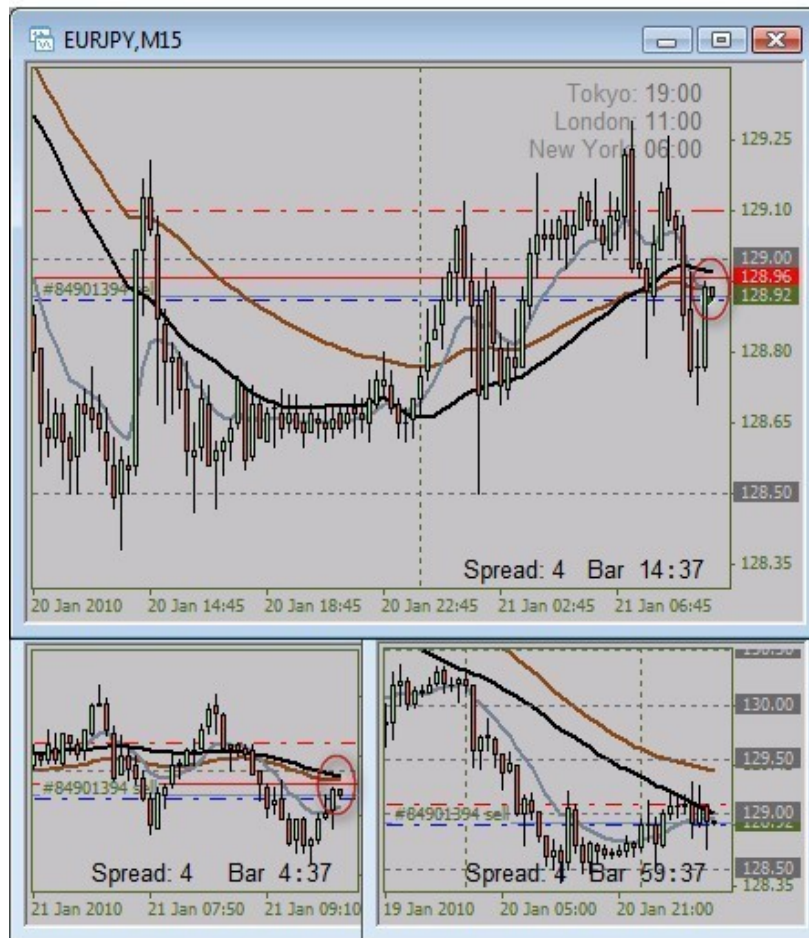 EURJPY,M15
Tokyo: 19:00
London: 11:00
New York: 06:00
129.25
129.10
129.00
128.96
#84901394 sell
128.92
128.80
128.65
128.50
128.35
Spread: 4 Bar 14:37
20 Jan 2010 20 Jan 14:45 20 Jan 18:45 20 Jan 22:45 21 Jan 02:45 21 Jan 06:45
#84901394 sell
Spread: 4 Bar 4:37
21 Jan 2010 21 Jan 07:50 21 Jan 09:10
130.00
129.50
129.00
#84901394 sell
128.92
128.50
Spread: 4 Bar 59:37
128.35
19 Jan 2010 20 Jan 05:00 20 Jan 21:00